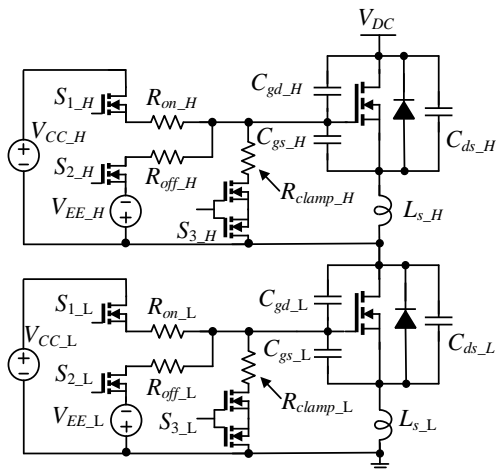 V_DC
S_1_H
R_on_H
C_gd_H
V_CC_H
C_gs_H
C_ds_H
S_2_H
R_off_H
R_clamp_H
V_EE_H
S_3_H
L_s_H
S_1_L
R_on_L
C_gd_L
V_CC_L
C_gs_L
C_ds_L
S_2_L
R_off_L
R_clamp_L
V_EE_L
S_3_L
L_s_L